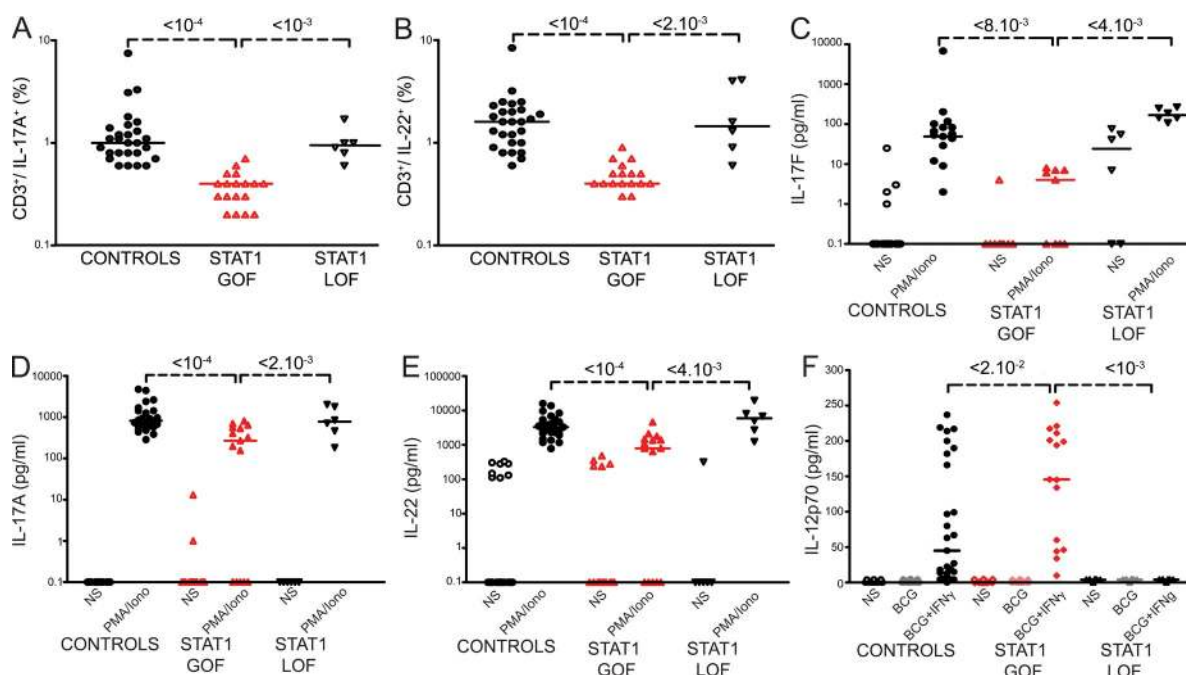 A
<10-4
<10-3
10
1
0.1
CD3+/ IL-17A+ (%)
CONTROLS
STAT1
GOF
STAT1
LOF
B
<10-4
<2.10-3
10
1
0.1
CD3+/ IL-22+ (%)
CONTROLS
STAT1
GOF
STAT1
LOF
C
<8.10-3
<4.10-3
10000
1000
100
10
1
0.1
IL-17F (pg/ml)
NS
PMA/Iono
NS
PMA/Iono
NS
PMA/Iono
CONTROLS
STAT1
GOF
STAT1
LOF
D
<10-4
<2.10-3
10000
1000
100
10
1
0.1
IL-17A (pg/ml)
NS
PMA/Iono
NS
PMA/Iono
NS
PMA/Iono
CONTROLS
STAT1
GOF
STAT1
LOF
E
<10-4
<4.10-3
100000
10000
1000
100
10
1
0.1
IL-22 (pg/ml)
NS
PMA/Iono
NS
PMA/Iono
NS
PMA/Iono
CONTROLS
STAT1
GOF
STAT1
LOF
F
<2.10-2
<10-3
300
250
200
150
100
50
0
IL-12p70 (pg/ml)
NS
BCG
BCG+IFNγ
NS
BCG
BCG+IFNγ
NS
BCG
BCG+IFNg
CONTROLS
STAT1
GOF
STAT1
LOF